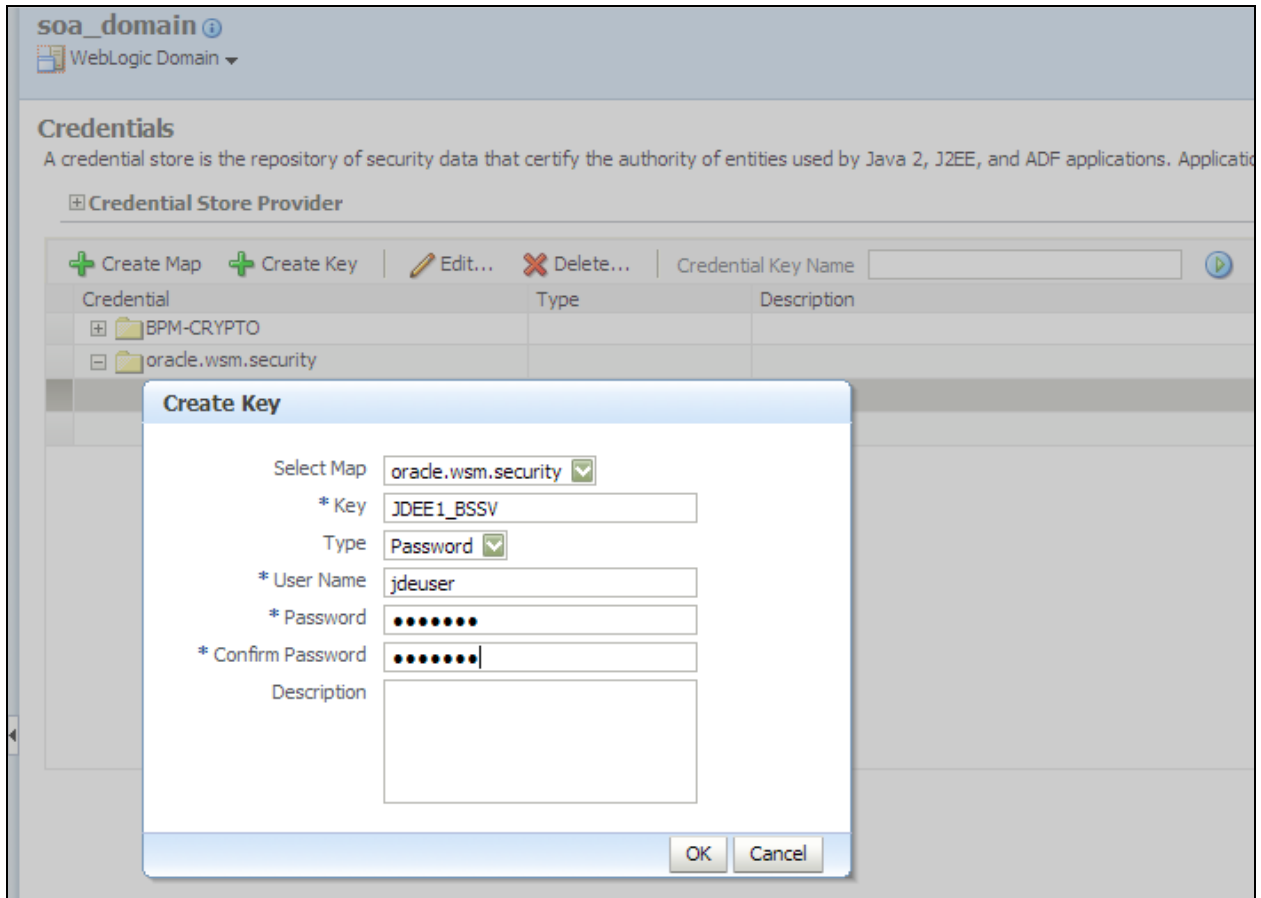 soa_domain
WebLogic Domain
Credentials
A credential store is the repository of security data that certify the authority of entities used by Java 2, J2EE, and ADF applications. Applicatio
Credential Store Provider
Create Map Create Key Edit... Delete... Credential Key Name
Credential Type Description
BPM-CRYPTO
oracle.wsm.security
Create Key
Select Map oracle.wsm.security
* Key JDEE1_BSSV
Type Password
* User Name jdeuser
* Password •••••••
* Confirm Password •••••••
Description
OK Cancel